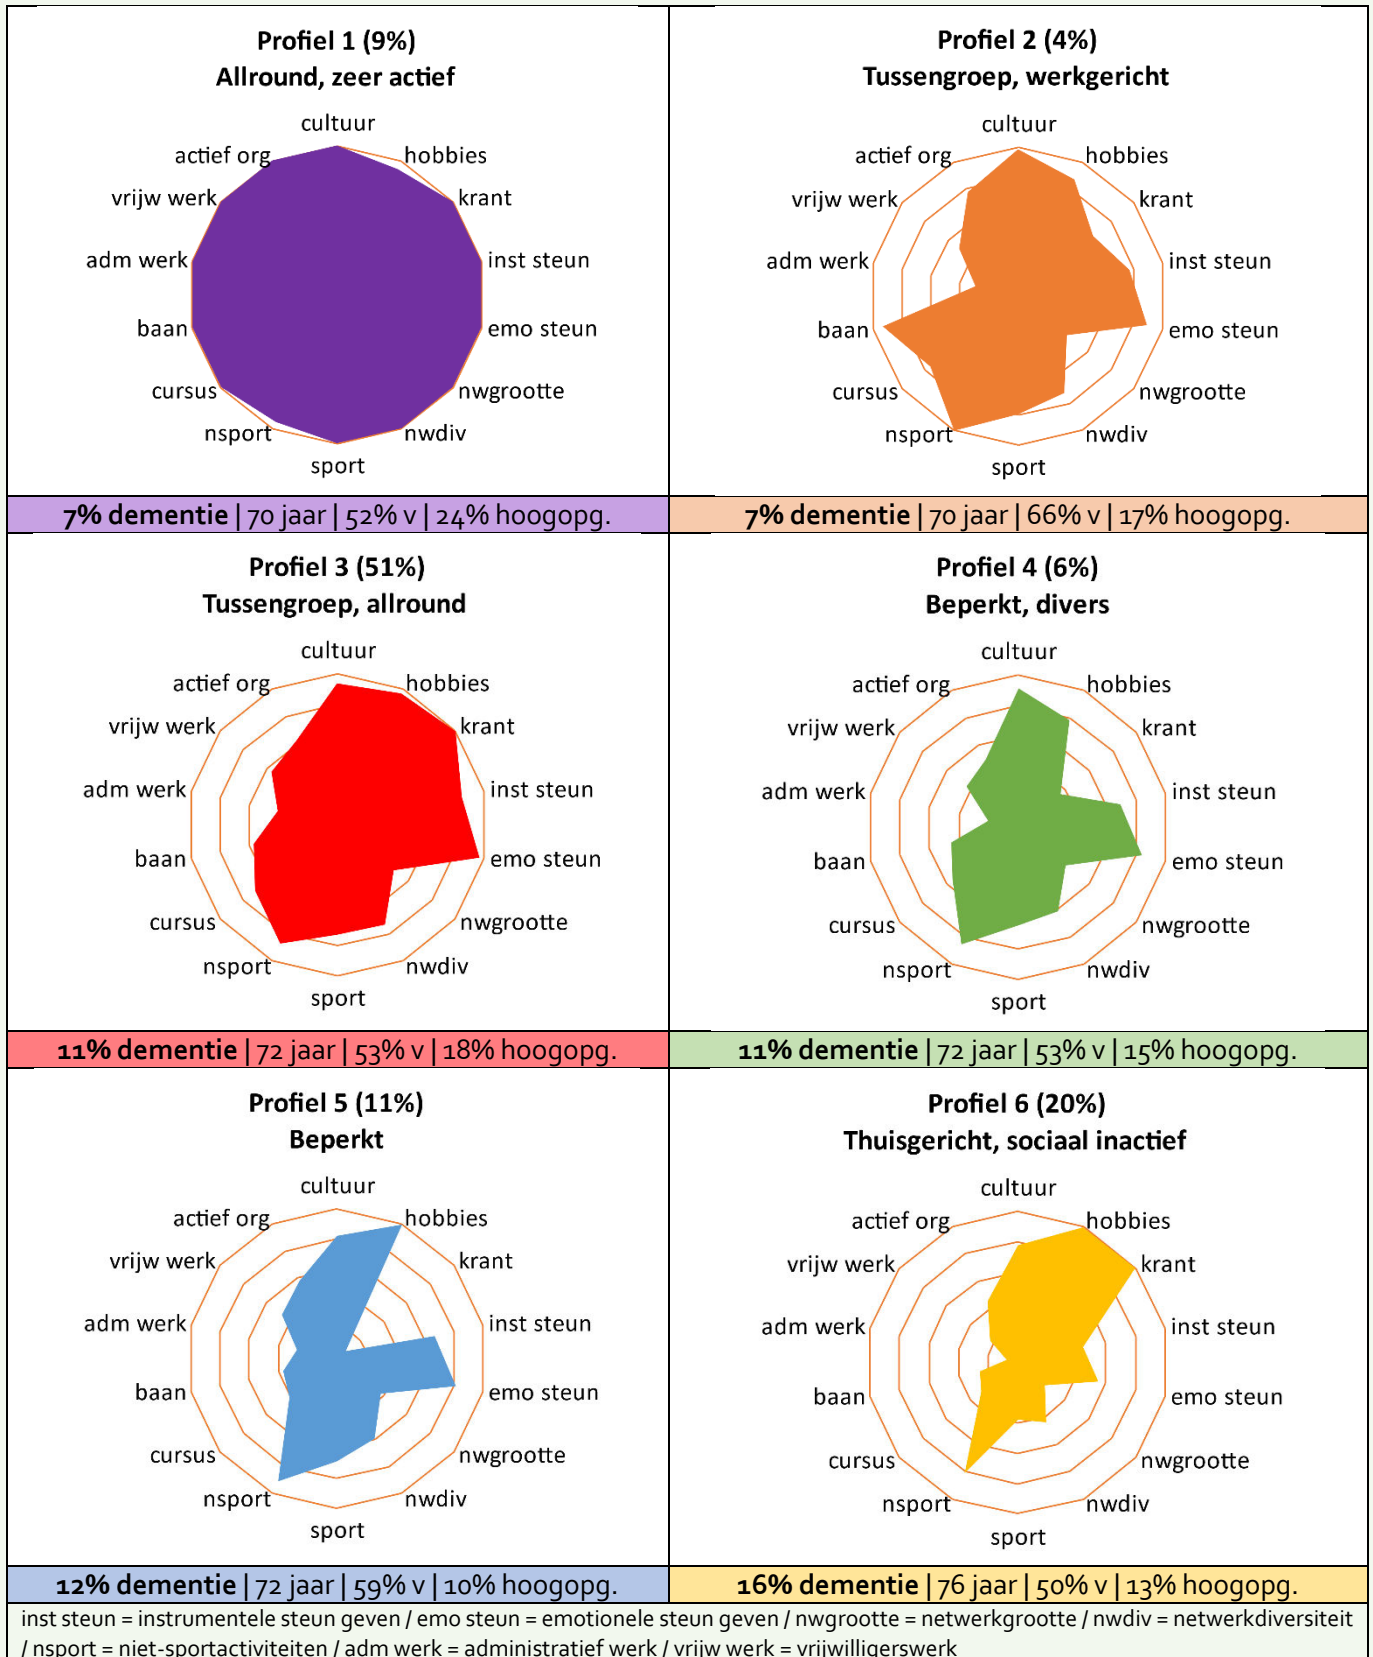 Profiel 1 (9%)
Allround, zeer actief
cultuur
hobbies
krant
inst steun
emo steun
nwgrootte
nwdiv
sport
nsport
cursus
baan
adm werk
vrijw werk
actief org
7% dementie | 70 jaar | 52% v | 24% hoogopg.
Profiel 2 (4%)
Tussengroep, werkgericht
cultuur
hobbies
krant
inst steun
emo steun
nwgrootte
nwdiv
sport
nsport
cursus
baan
adm werk
vrijw werk
actief org
7% dementie | 70 jaar | 66% v | 17% hoogopg.
Profiel 3 (51%)
Tussengroep, allround
cultuur
hobbies
krant
inst steun
emo steun
nwgrootte
nwdiv
sport
nsport
cursus
baan
adm werk
vrijw werk
actief org
11% dementie | 72 jaar | 53% v | 18% hoogopg.
Profiel 4 (6%)
Beperkt, divers
cultuur
hobbies
krant
inst steun
emo steun
nwgrootte
nwdiv
sport
nsport
cursus
baan
adm werk
vrijw werk
actief org
11% dementie | 72 jaar | 53% v | 15% hoogopg.
Profiel 5 (11%)
Beperkt
cultuur
hobbies
krant
inst steun
emo steun
nwgrootte
nwdiv
sport
nsport
cursus
baan
adm werk
vrijw werk
actief org
12% dementie | 72 jaar | 59% v | 10% hoogopg.
Profiel 6 (20%)
Thuisgericht, sociaal inactief
cultuur
hobbies
krant
inst steun
emo steun
nwgrootte
nwdiv
sport
nsport
cursus
baan
adm werk
vrijw werk
actief org
16% dementie | 76 jaar | 50% v | 13% hoogopg.
inst steun = instrumentele steun geven / emo steun = emotionele steun geven / nwgrootte = netwerkgrootte / nwdiv = netwerkdiversiteit
/ nsport = niet-sportactiviteiten / adm werk = administratief werk / vrijw werk = vrijwilligerswerk